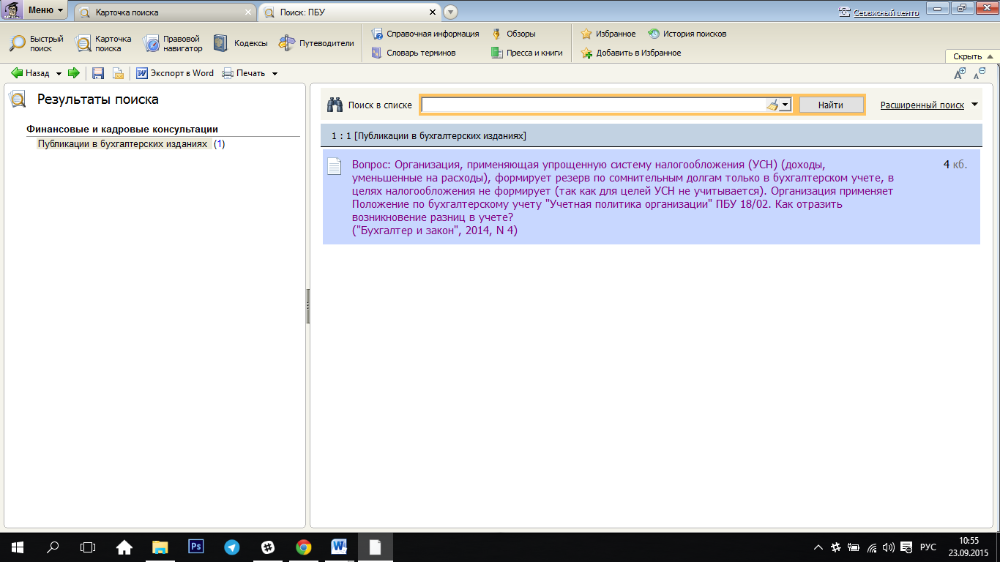 Меню
Карточка поиска
Поиск: ПБУ
Сервисный центр
Быстрый
поиск
Карточка
поиска
Правовой
навигатор
Кодексы
Путеводители
Справочная информация
Словарь терминов
Обзоры
Пресса и книги
Избранное
История поисков
Добавить в Избранное
Скрыть
Назад
Экспорт в Word
Печать
Результаты поиска
Финансовые и кадровые консультации
Публикации в бухгалтерских изданиях (1)
Поиск в списке
Найти
Расширенный поиск
1 : 1 [Публикации в бухгалтерских изданиях]
Вопрос: Организация, применяющая упрощенную систему налогообложения (УСН) (доходы,
уменьшенные на расходы), формирует резерв по сомнительным долгам только в бухгалтерском учете, в
целях налогообложения не формирует (так как для целей УСН не учитывается). Организация применяет
Положение по бухгалтерскому учету "Учетная политика организации" ПБУ 18/02. Как отразить
возникновение разниц в учете?
("Бухгалтер и закон", 2014, N 4)
4 кб.
РУС
10:55
23.09.2015